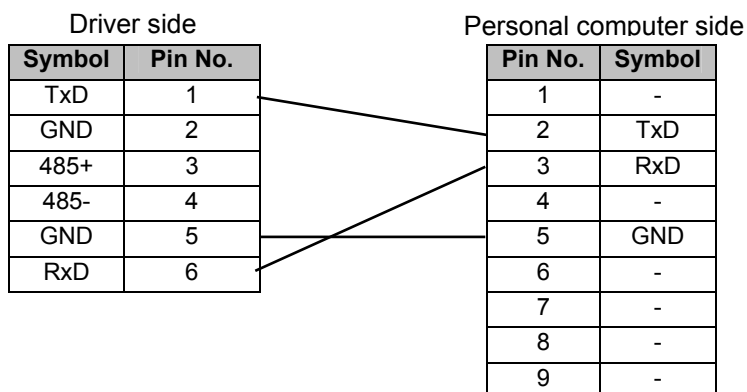 Driver side
Personal computer side
Symbol Pin No.
TxD 1
GND 2
485+ 3
485- 4
GND 5
RxD 6
Pin No. Symbol
1 -
2 TxD
3 RxD
4 -
5 GND
6 -
7 -
8 -
9 -